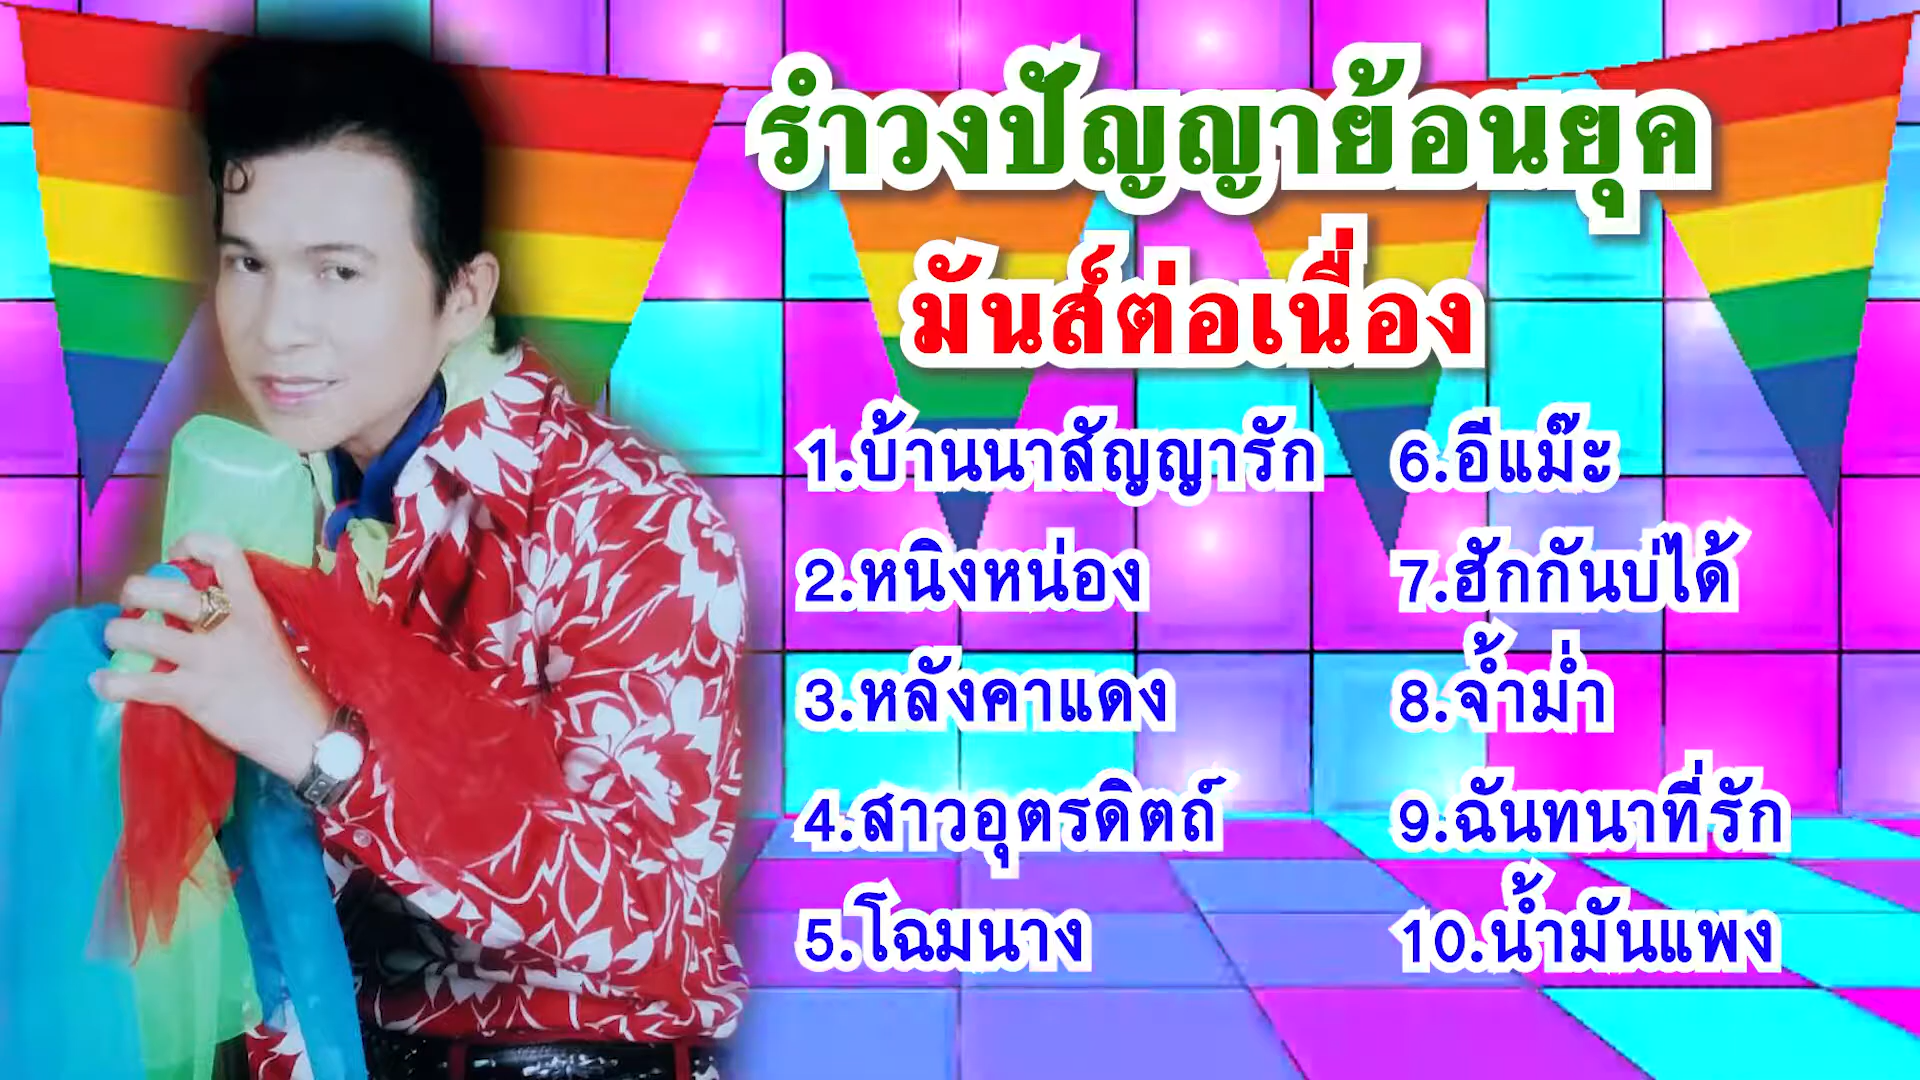 รำวงปัญญาย้อนยุค
มันส์ต่อเนื่อง
1.บ้านนาสัญญารัก
2.หนิงหน่อง
3.หลังคาแดง
4.สาวอุตรดิตถ์
5.โฉมนาง
6.อีแม๊ะ
7.ฮักกันบ่ได้
8.จ้ำม่ำ
9.ฉันทนาที่รัก
10.น้ำมันแพง